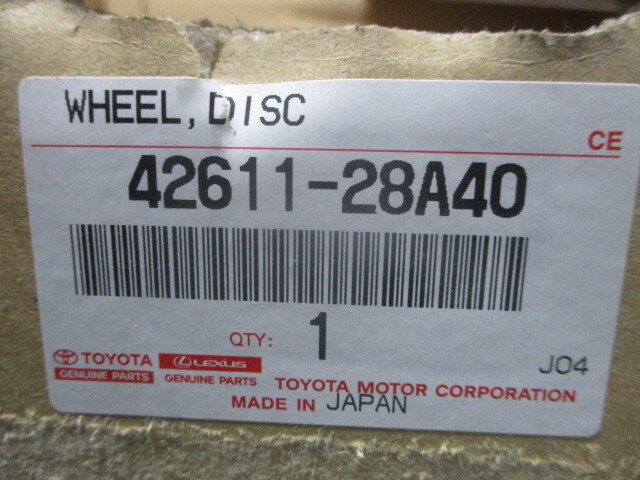 WHEEL, DISC
CE
42611-28A40
QTY: 1
TOYOTA LEXUS J04
GENUINE PARTS GENUINE PARTS TOYOTA MOTOR CORPORATION
MADE IN JAPAN